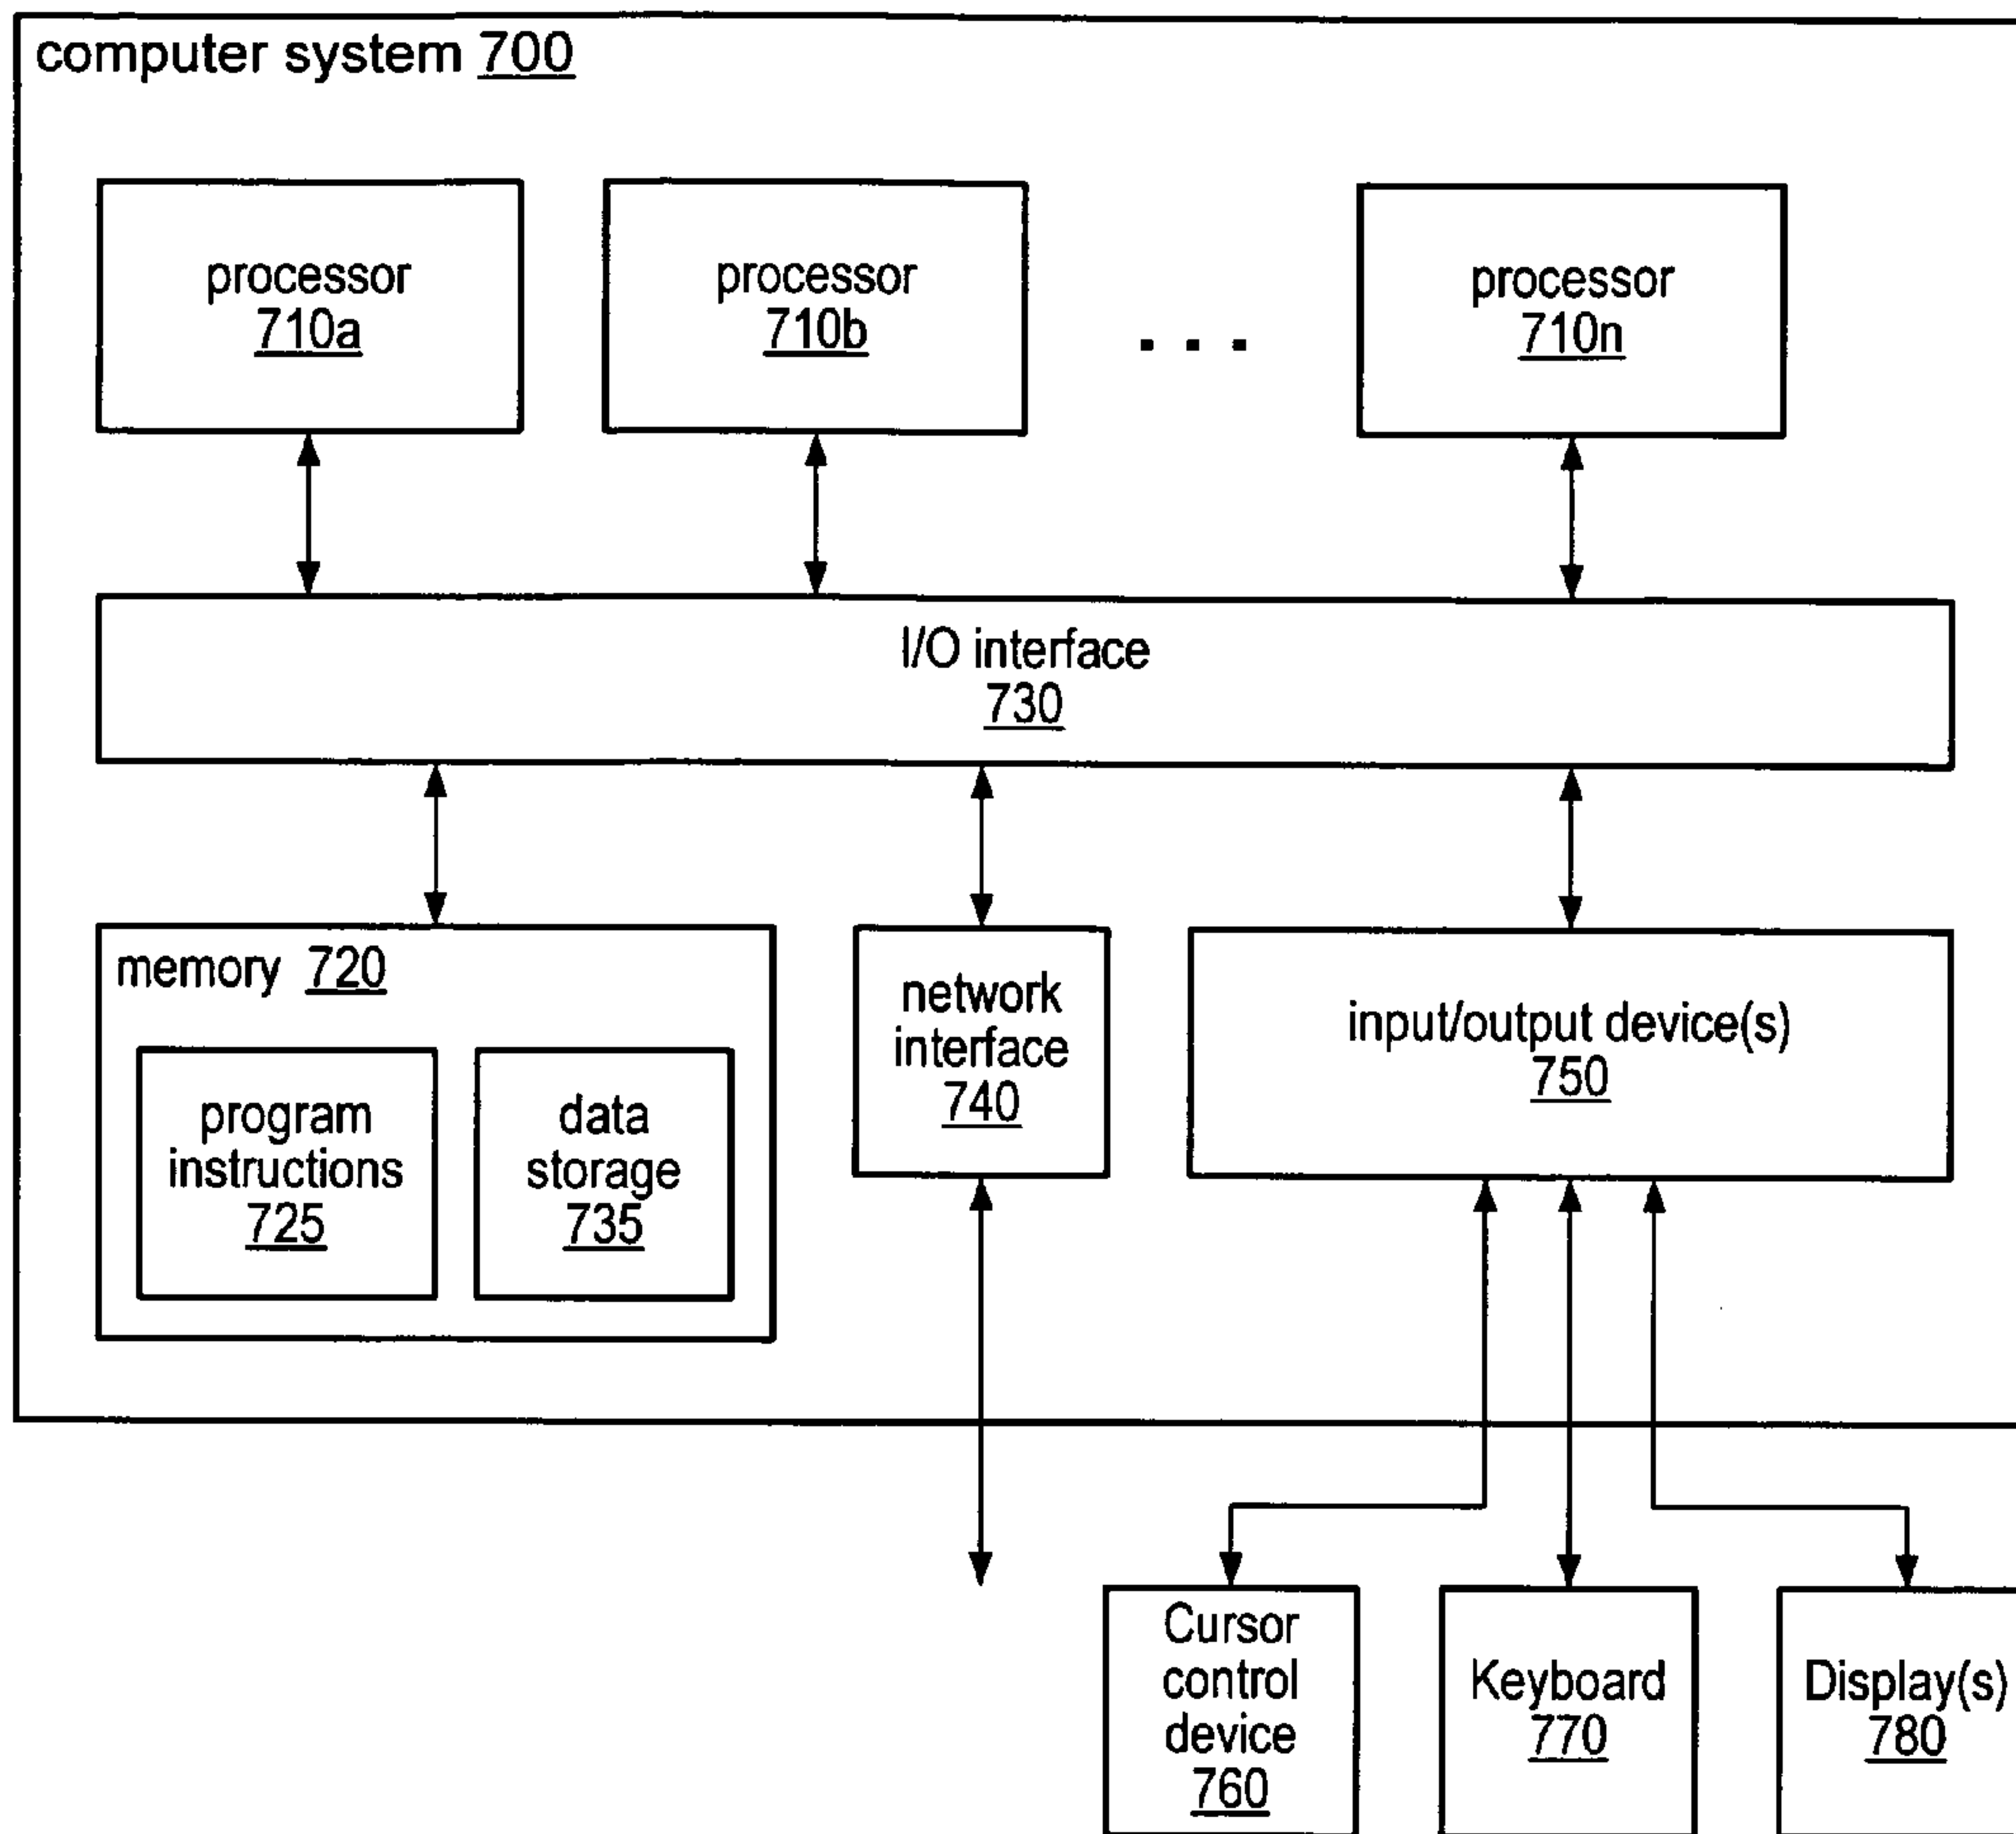 computer system 700
processor
710a
processor
710b
. . .
processor
710n
I/O interface
730
memory 720
program
instructions
725
data
storage
735
network
interface
740
input/output device(s)
750
Cursor
control
device
760
Keyboard
770
Display(s)
780